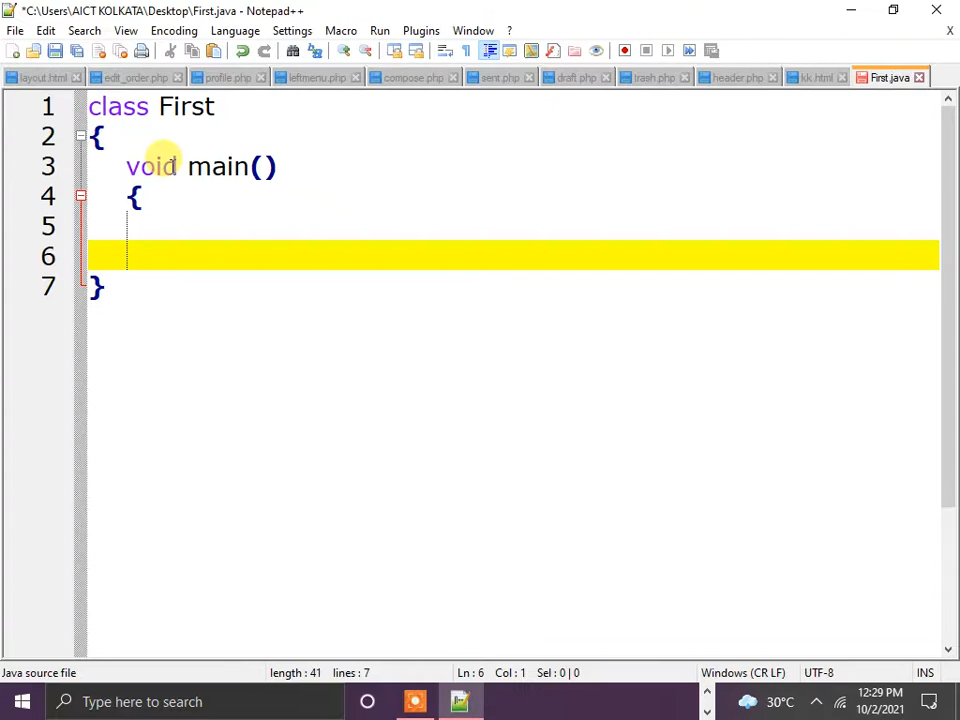 *C:\Users\AICT KOLKATA\Desktop\First.java - Notepad++
File Edit Search View Encoding Language Settings Macro Run Plugins Window ? X
layout.html edit_order.php profile.php leftmenu.php compose.php sent.php draft.php trash.php header.php kk.html First.java
1 class First
2 {
3 void main()
4 {
5
6
7 }
Java source file length : 41 lines : 7 Ln : 6 Col : 1 Sel : 0 | 0 Windows (CR LF) UTF-8 INS
Type here to search 30°C 12:29 PM
10/2/2021